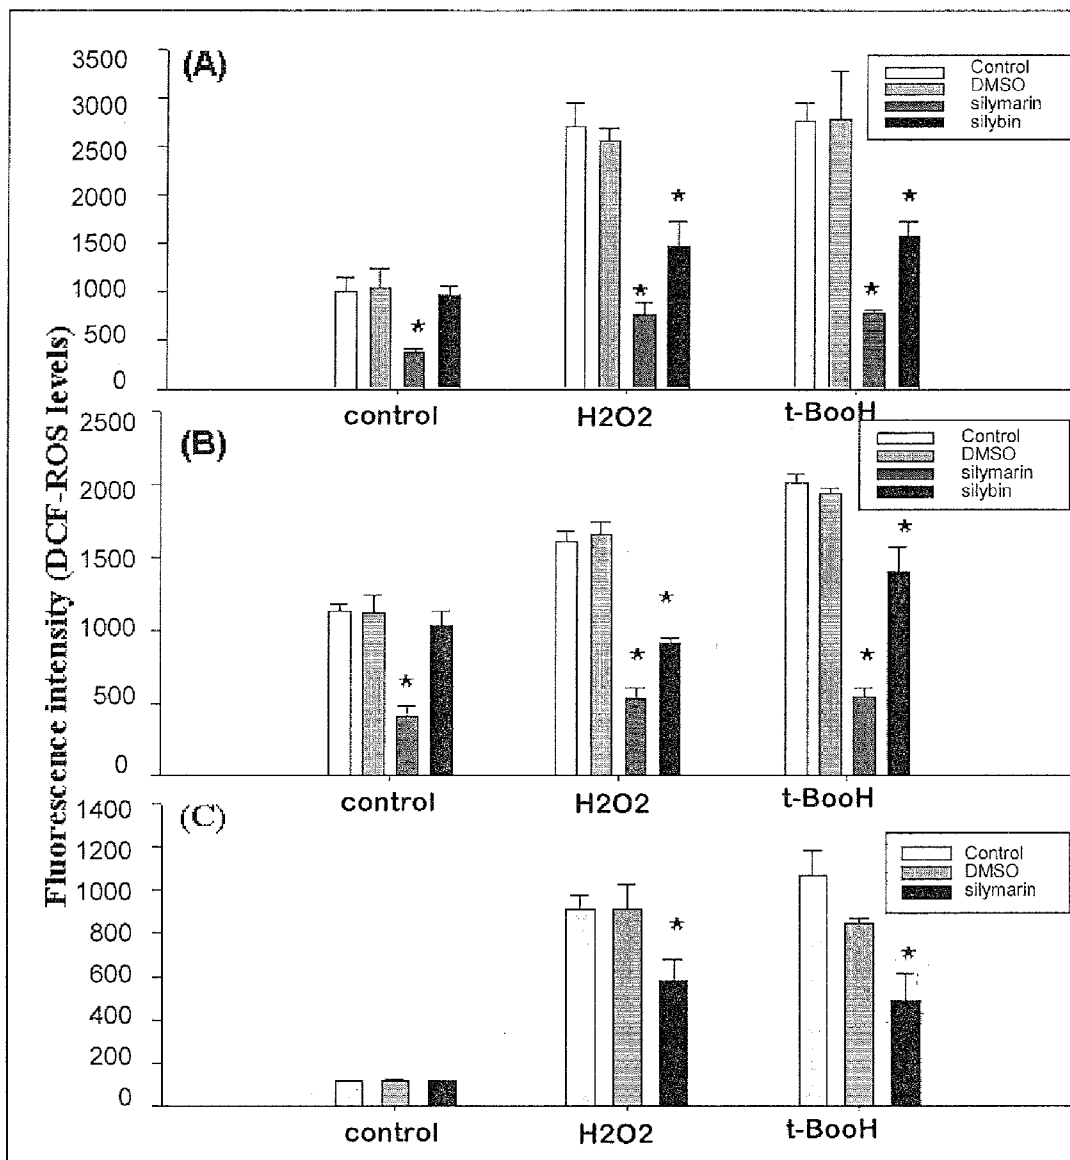 Fluorescence intensity (DCF-ROS levels)
(A)
3500
3000
2500
2000
1500
1000
500
0
Control
DMSO
silymarin
silybin
*
*
*
*
*
control
H2O2
t-BooH
(B)
2500
2000
1500
1000
500
0
Control
DMSO
silymarin
silybin
*
*
*
*
*
control
H2O2
t-BooH
(C)
1400
1200
1000
800
600
400
200
0
Control
DMSO
silymarin
*
*
control
H2O2
t-BooH